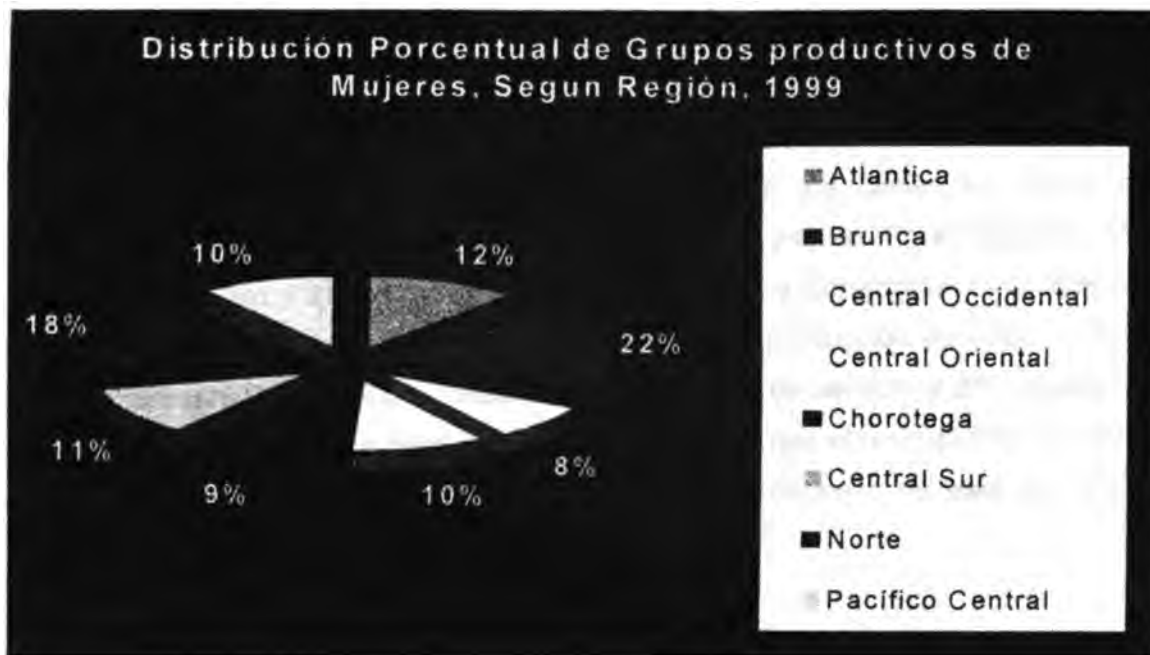 Distribución Porcentual de Grupos productivos de
Mujeres, Segun Región, 1999
10%
12%
18%
22%
11%
9%
10%
8%
Atlantica
Brunca
Central Occidental
Central Oriental
Chorotega
Central Sur
Norte
Pacífico Central